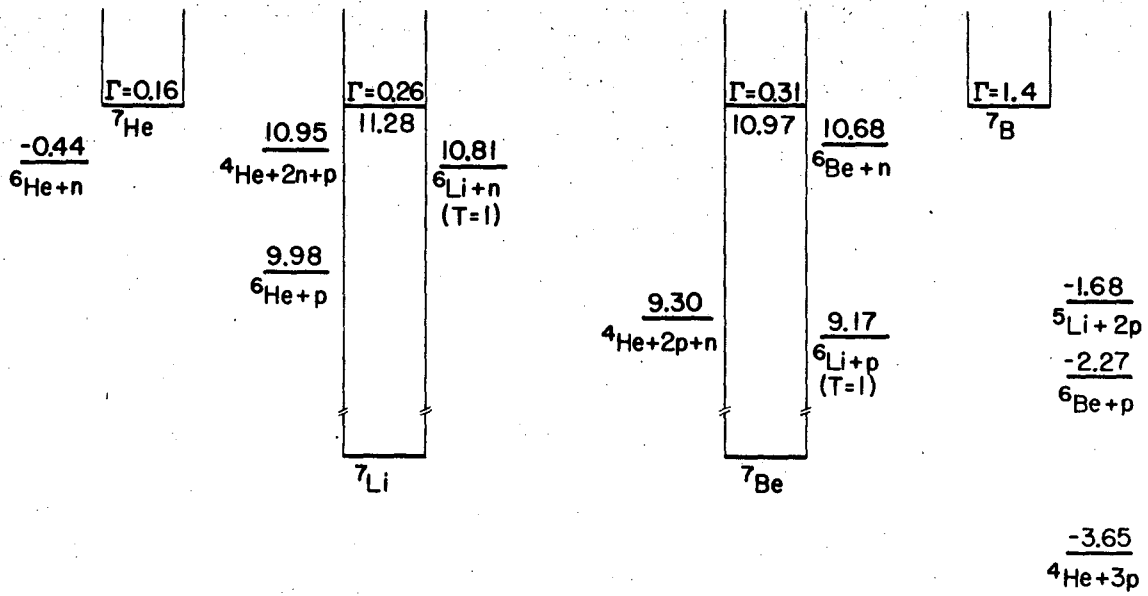 Γ=0.16
⁷He
-0.44
⁶He+n
Γ=0.26
11.28
10.95
⁴He+2n+p
10.81
⁶Li+n
(T=1)
9.98
⁶He+p
⁷Li
Γ=0.31
10.97
10.68
⁶Be+n
9.30
⁴He+2p+n
9.17
⁶Li+p
(T=1)
⁷Be
Γ=1.4
⁷B
-1.68
⁵Li+2p
-2.27
⁶Be+p
-3.65
⁴He+3p